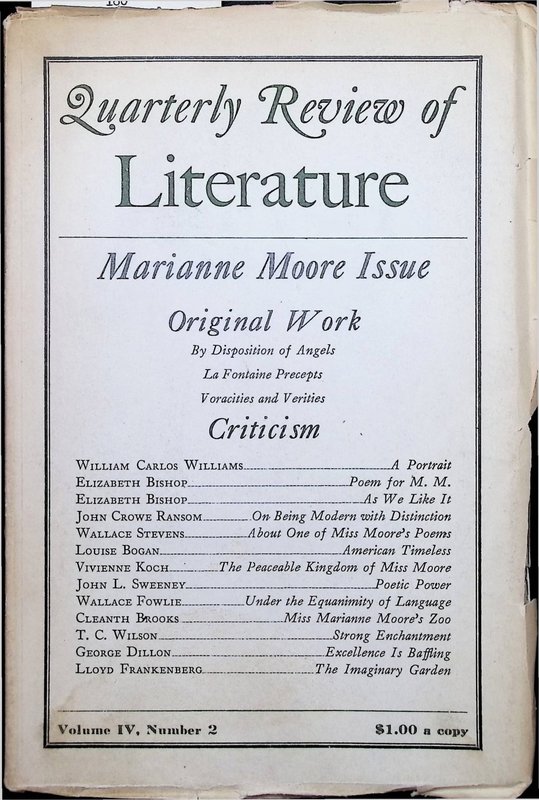 Quarterly Review of
Literature
Marianne Moore Issue
Original Work
By Disposition of Angels
La Fontaine Precepts
Voracities and Verities
Criticism
William Carlos Williams A Portrait
Elizabeth Bishop Poem for M. M.
Elizabeth Bishop As We Like It
John Crowe Ransom On Being Modern with Distinction
Wallace Stevens About One of Miss Moore's Poems
Louise Bogan American Timeless
Vivienne Koch The Peaceable Kingdom of Miss Moore
John L. Sweeney Poetic Power
Wallace Fowlie Under the Equanimity of Language
Cleanth Brooks Miss Marianne Moore's Zoo
T. C. Wilson Strong Enchantment
George Dillon Excellence Is Baffling
Lloyd Frankenberg The Imaginary Garden
Volume IV, Number 2 $1.00 a copy